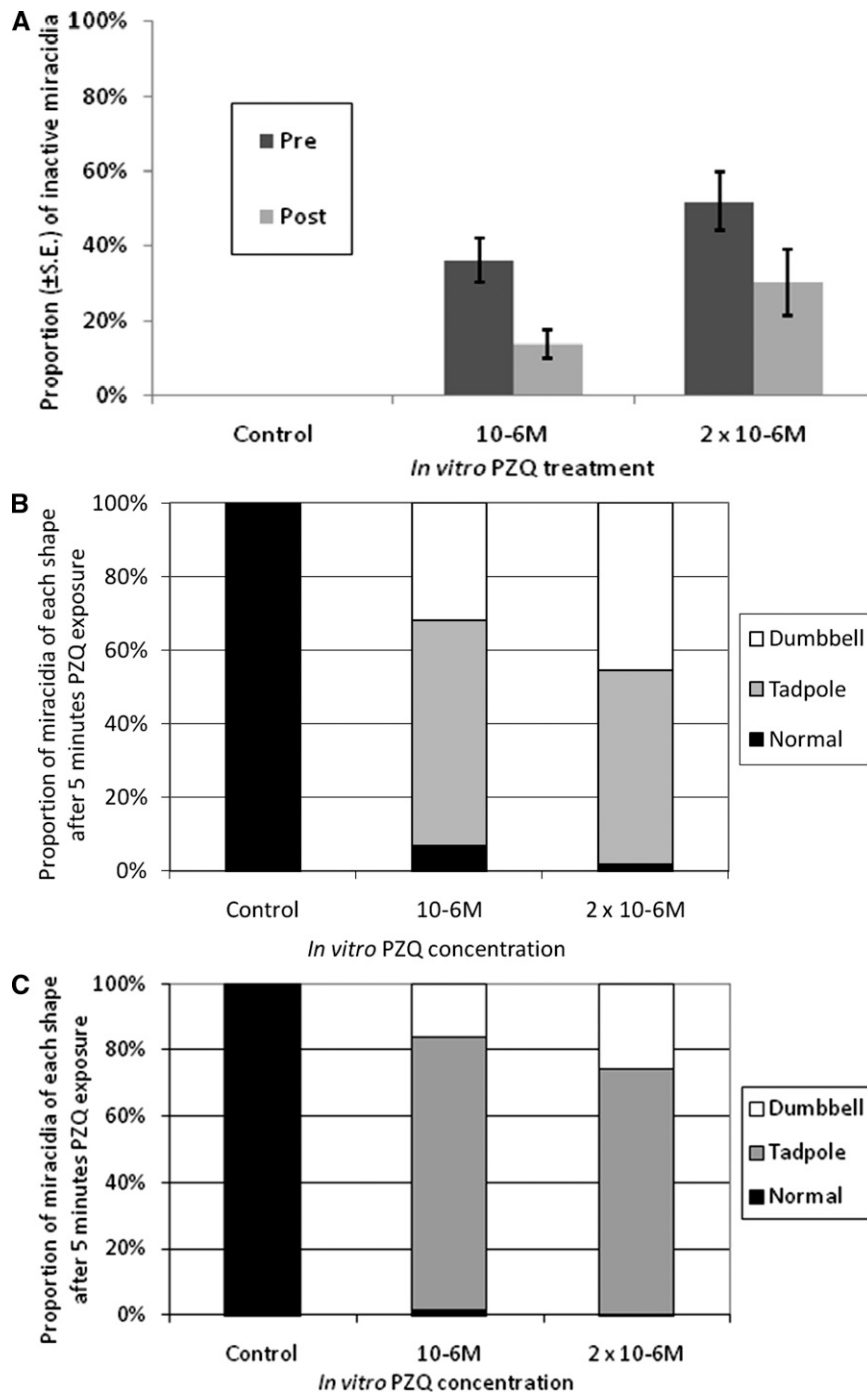 A
Proportion (±S.E.) of inactive miracidia
100%
80%
60%
40%
20%
0%
Pre
Post
Control
10-6M
2 x 10-6M
In vitro PZQ treatment
B
Proportion of miracidia of each shape
after 5 minutes PZQ exposure
100%
80%
60%
40%
20%
0%
Dumbbell
Tadpole
Normal
Control
10-6M
2 x 10-6M
In vitro PZQ concentration
C
Proportion of miracidia of each shape
after 5 minutes PZQ exposure
100%
80%
60%
40%
20%
0%
Dumbbell
Tadpole
Normal
Control
10-6M
2 x 10-6M
In vitro PZQ concentration